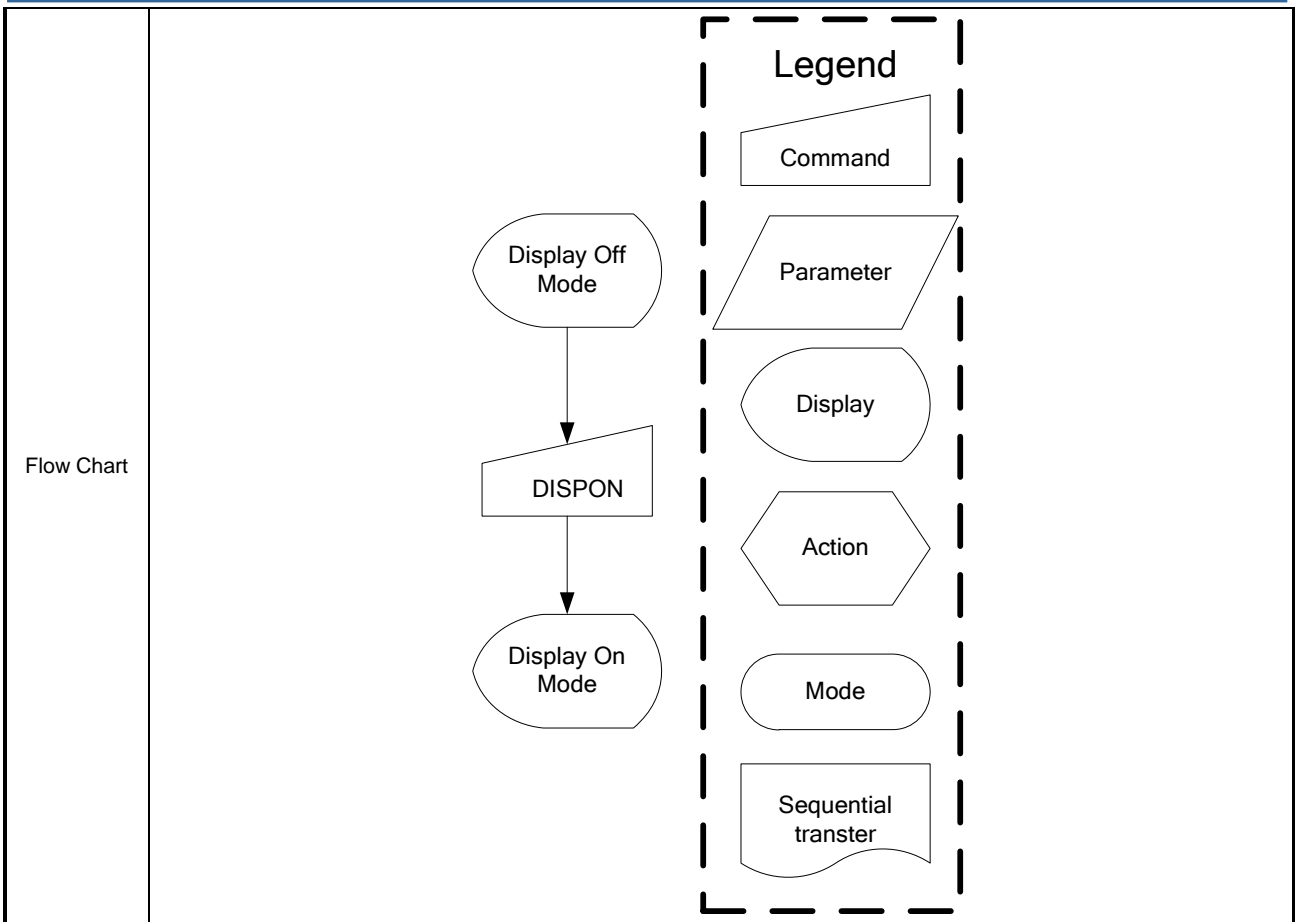 Flow Chart
Display Off
Mode
DISPON
Display On
Mode
Legend
Command
Parameter
Display
Action
Mode
Sequential
transter